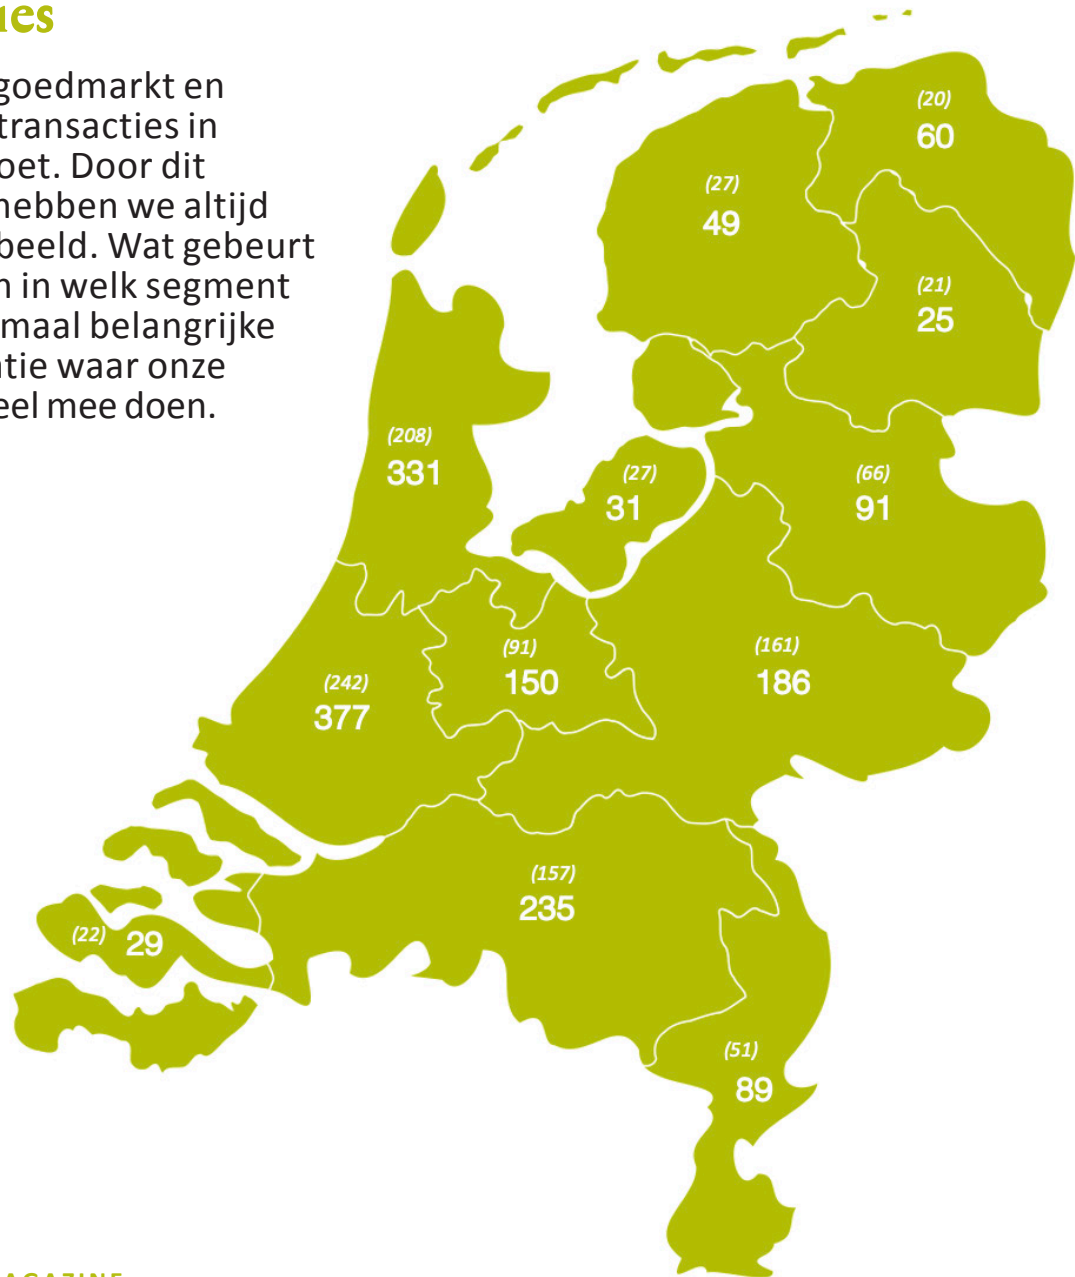 ues
goedmarkt en
transacties in
oet. Door dit
hebben we altijd
beeld. Wat gebeurt
n in welk segment
maal belangrijke
tie waar onze
eel mee doen.
(20)
60
(27)
49
(21)
25
(208)
331
(27)
31
(66)
91
(91)
150
(161)
186
(242)
377
(157)
235
(22) 29
(51)
89
MAGAZINE